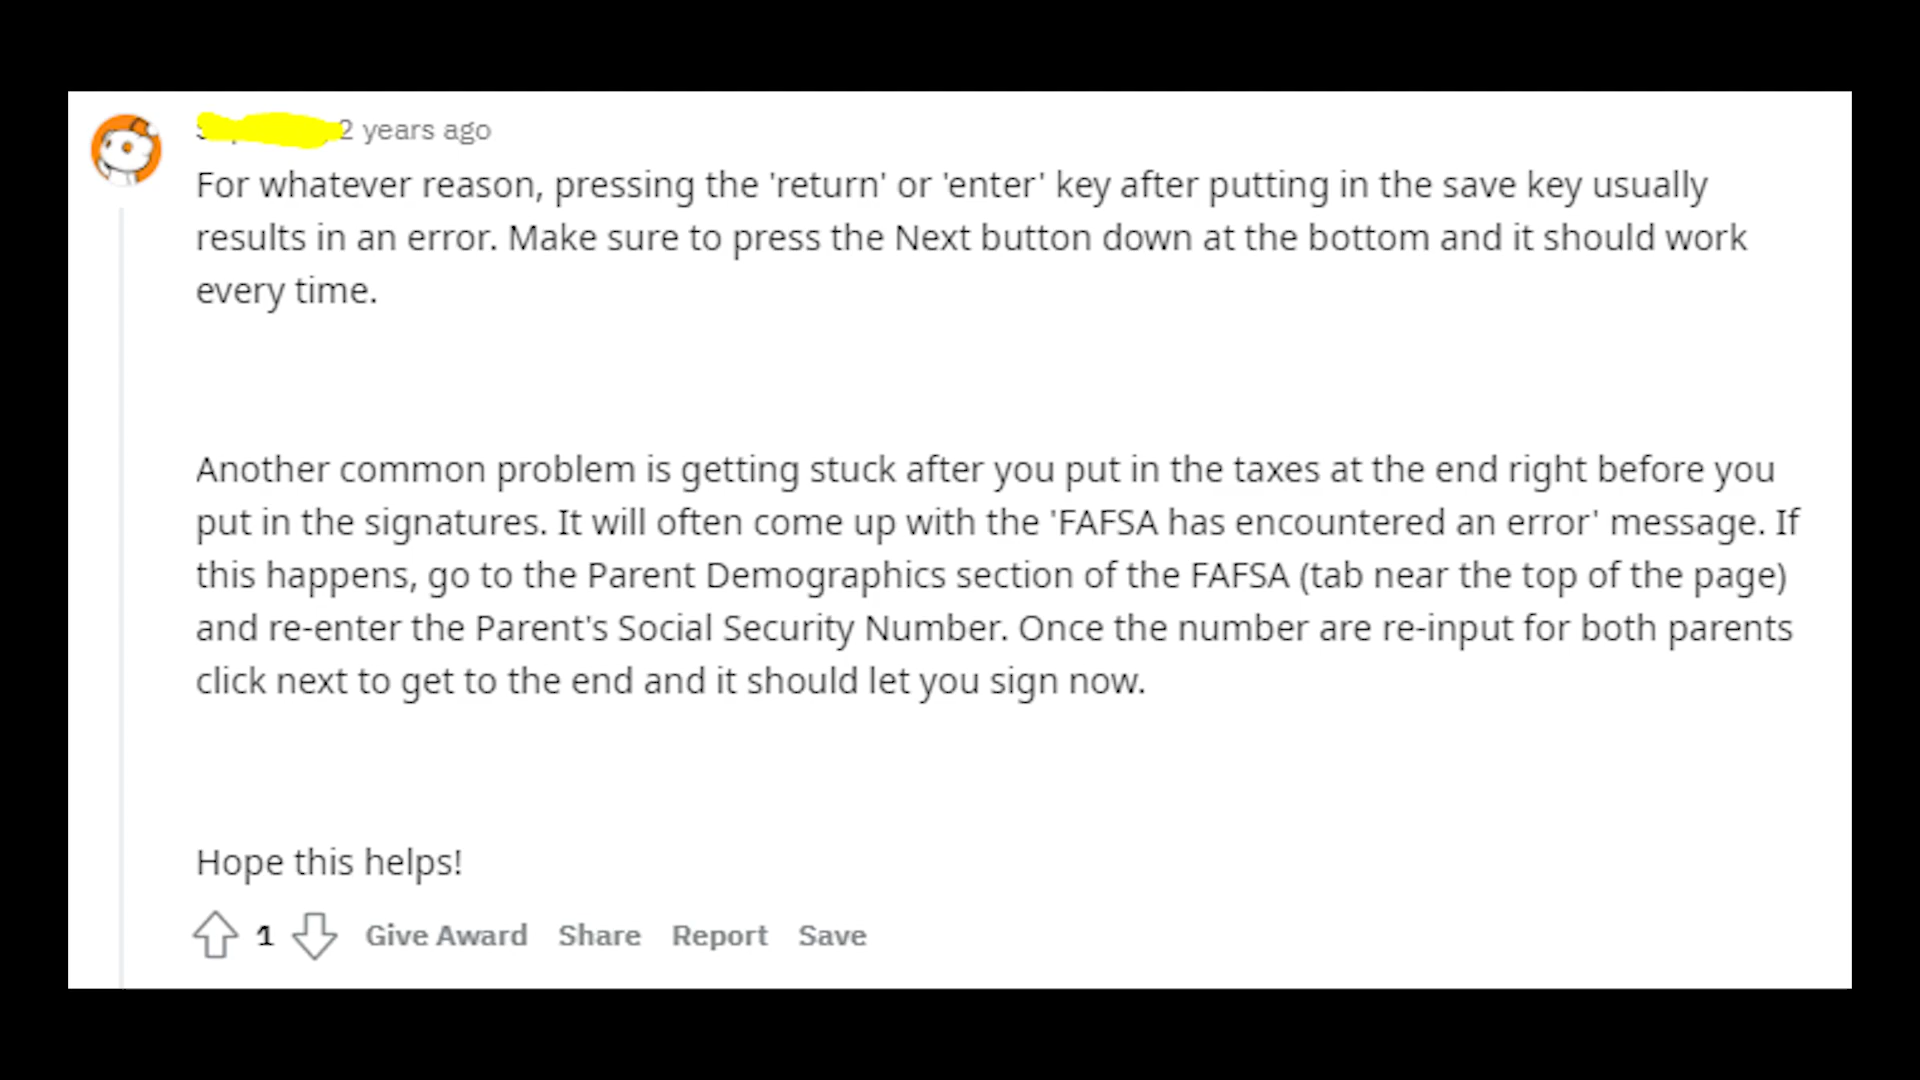 2 years ago
For whatever reason, pressing the 'return' or 'enter' key after putting in the save key usually
results in an error. Make sure to press the Next button down at the bottom and it should work
every time.
Another common problem is getting stuck after you put in the taxes at the end right before you
put in the signatures. It will often come up with the 'FAFSA has encountered an error' message. If
this happens, go to the Parent Demographics section of the FAFSA (tab near the top of the page)
and re-enter the Parent's Social Security Number. Once the number are re-input for both parents
click next to get to the end and it should let you sign now.
Hope this helps!
1 Give Award Share Report Save